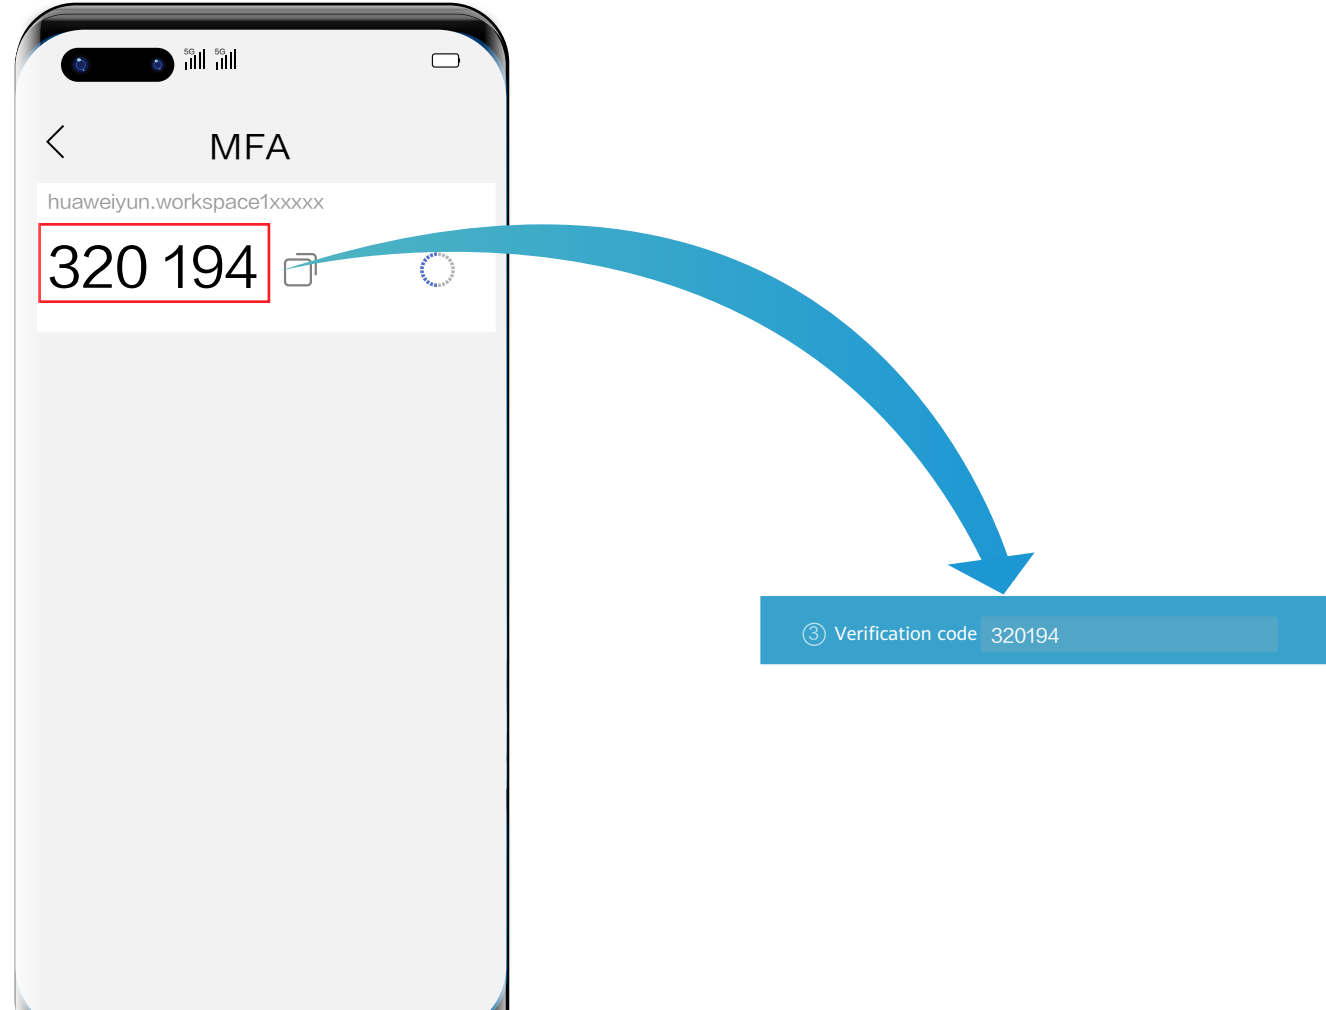 5G 5G
MFA
huaweiyun.workspace1xxxxx
320 194
③ Verification code 320194